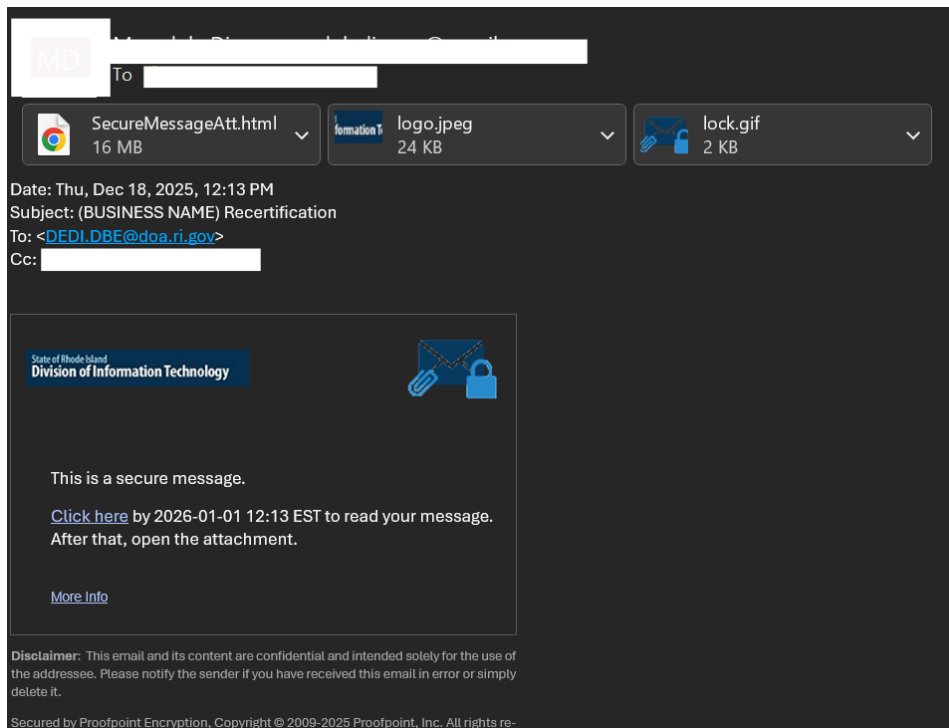 MD
To
SecureMessageAtt.html
16 MB
formation T
logo.jpeg
24 KB
lock.gif
2 KB
Date: Thu, Dec 18, 2025, 12:13 PM
Subject: (BUSINESS NAME) Recertification
To: <DEDI.DBE@doa.ri.gov>
Cc:
State of Rhode Island
Division of Information Technology
This is a secure message.
Click here by 2026-01-01 12:13 EST to read your message.
After that, open the attachment.
More Info
Disclaimer: This email and its content are confidential and intended solely for the use of
the addressee. Please notify the sender if you have received this email in error or simply
delete it.
Secured by Proofpoint Encryption, Copyright © 2009-2025 Proofpoint, Inc. All rights re-